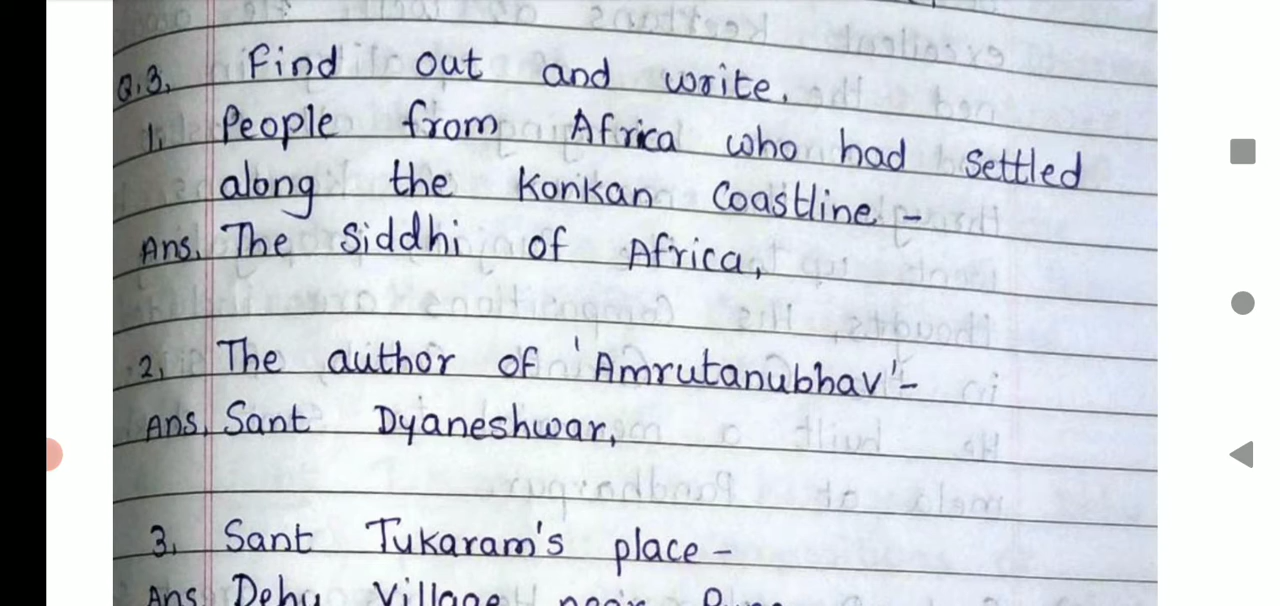 Q.3. Find out and write.
1. People from Africa who had settled
along the Konkan Coastline -
Ans. The Siddhi of Africa,
2. The author of 'Amrutanubhav'-
Ans. Sant Dyaneshwar,
3. Sant Tukaram's place -
Ans Dehu Village near